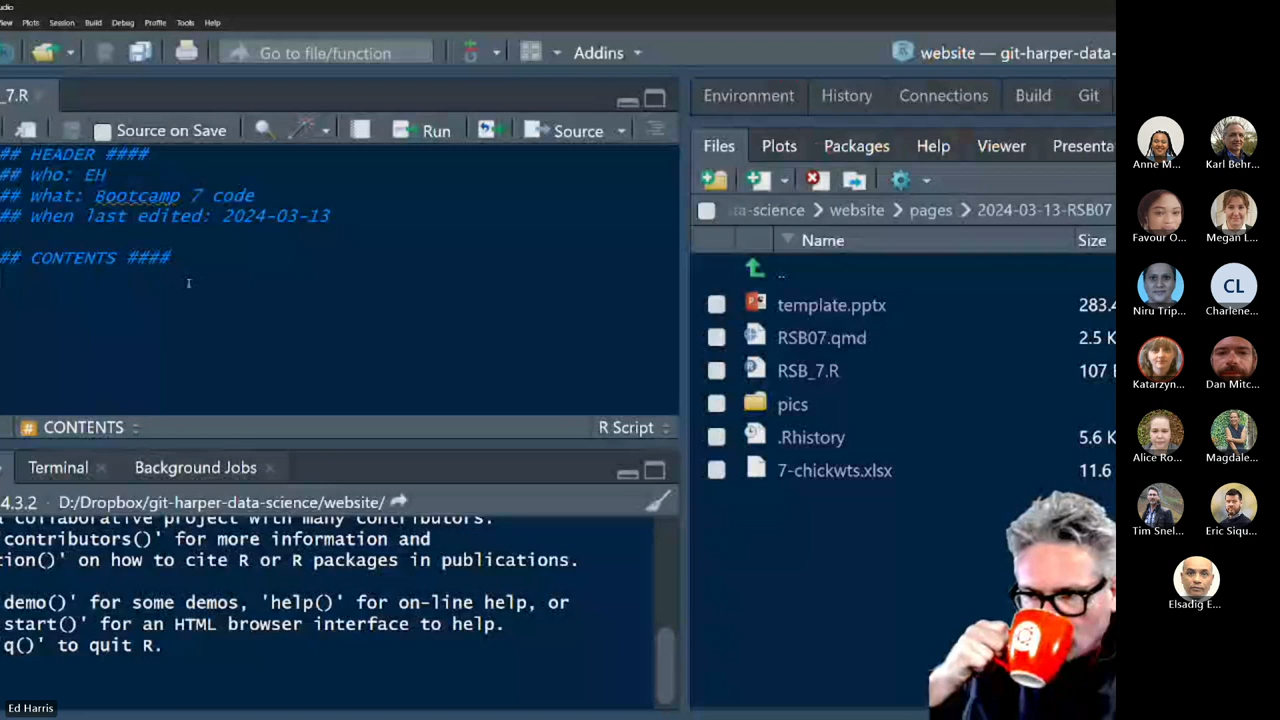 udio
View Plots Session Build Debug Profile Tools Help
Go to file/function
Addins
website — git-harper-data-
_7.R
Source on Save
Run
Source
## HEADER ####
## who: EH
## what: Bootcamp 7 code
## when last edited: 2024-03-13
## CONTENTS ####
# CONTENTS
R Script
Terminal
Background Jobs
4.3.2 · D:/Dropbox/git-harper-data-science/website/
a collaborative project with many contributors.
contributors()' for more information and
tion()' on how to cite R or R packages in publications.
demo()' for some demos, 'help()' for on-line help, or
start()' for an HTML browser interface to help.
q()' to quit R.
Environment History Connections Build Git
Files Plots Packages Help Viewer Presenta
ta-science website pages 2024-03-13-RSB07
Name Size
..
template.pptx 283.4
RSB07.qmd 2.5 K
RSB_7.R 107
pics
.Rhistory 5.6 K
7-chickwts.xlsx 11.6
Anne M...
Karl Behr...
Favour O...
Megan L...
Niru Trip...
CL
Charlene...
Katarzyn...
Dan Mitc...
Alice Ro...
Magdale...
Tim Snel...
Eric Siqu...
Elsadig E...
Ed Harris